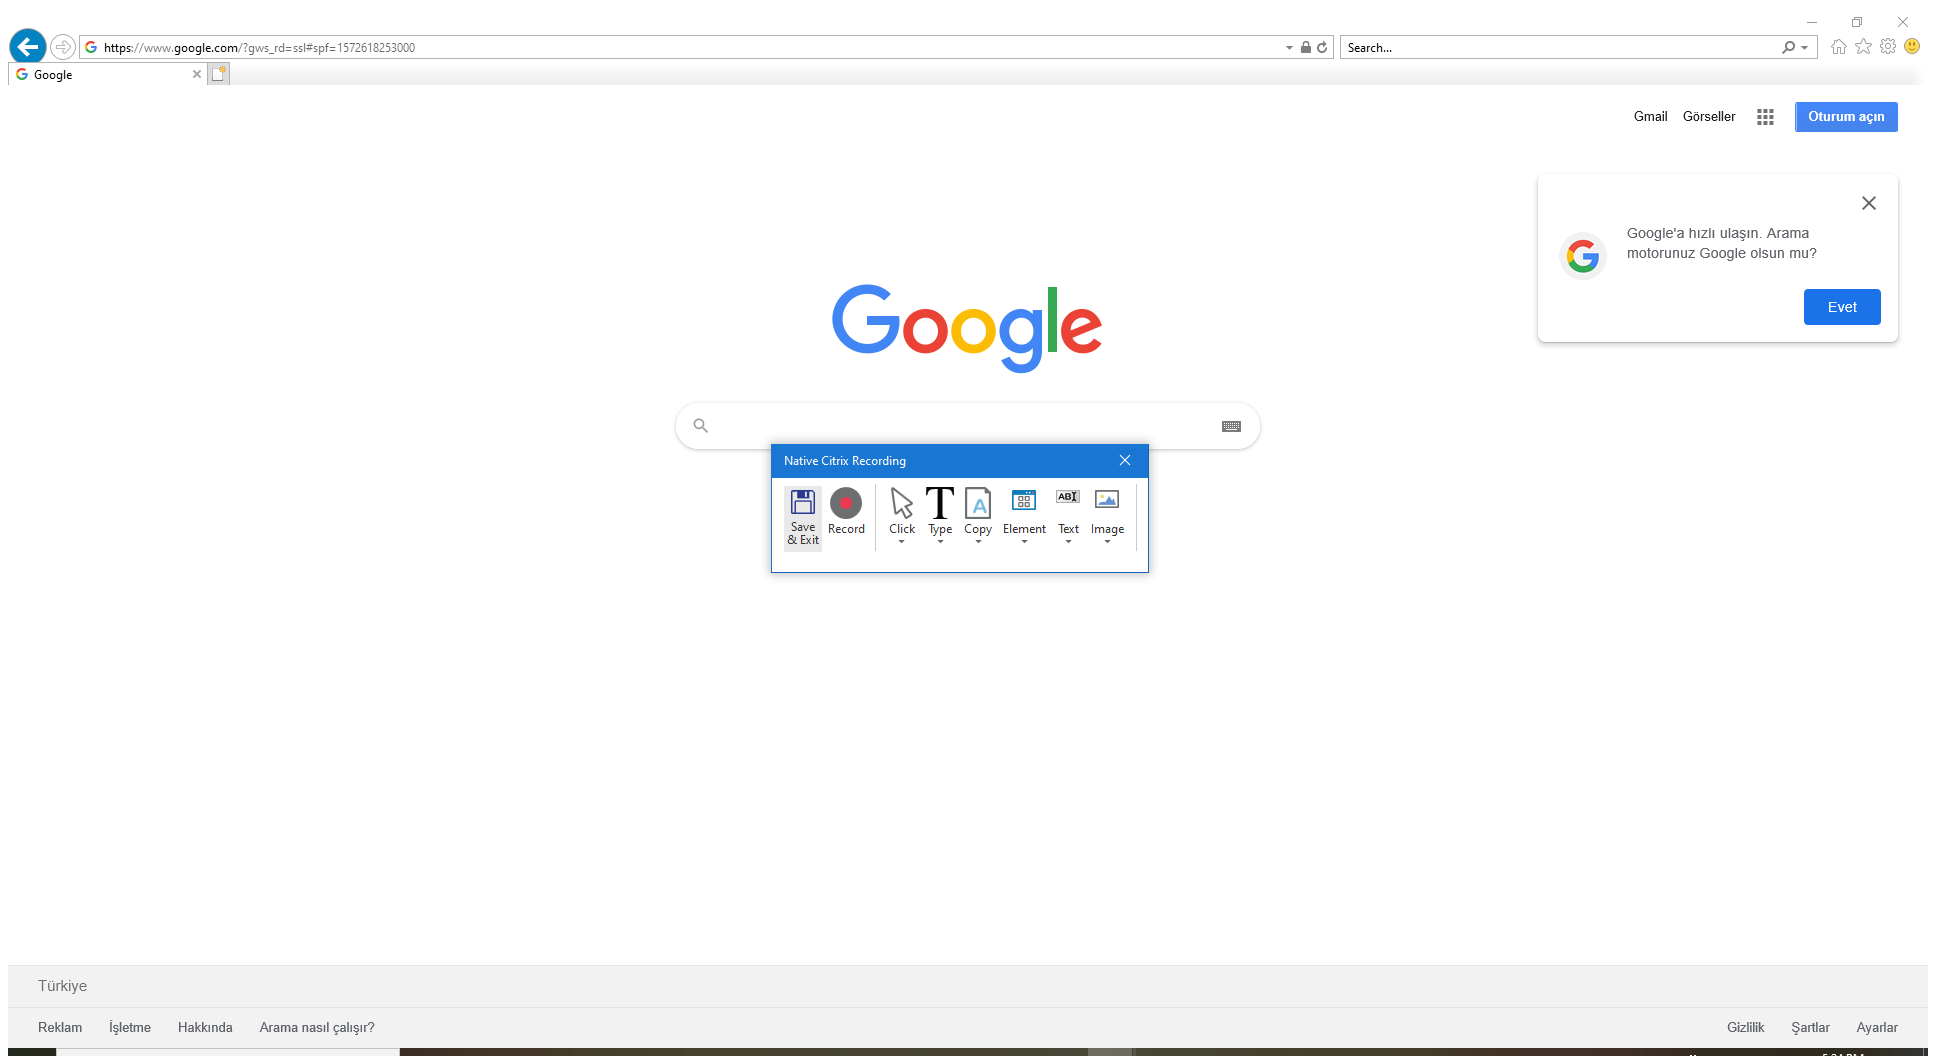 https://www.google.com/?gws_rd=ssl#spf=1572618253000
Search...
Google
Gmail Görseller Oturum açın
Google'a hızlı ulaşın. Arama
motorunuz Google olsun mu?
Evet
Google
Native Citrix Recording
Save
& Exit
Record
Click
Type
Copy
A
Element
ABI
Text
Image
Türkiye
Reklam İşletme Hakkında Arama nasıl çalışır?
Gizlilik Şartlar Ayarlar